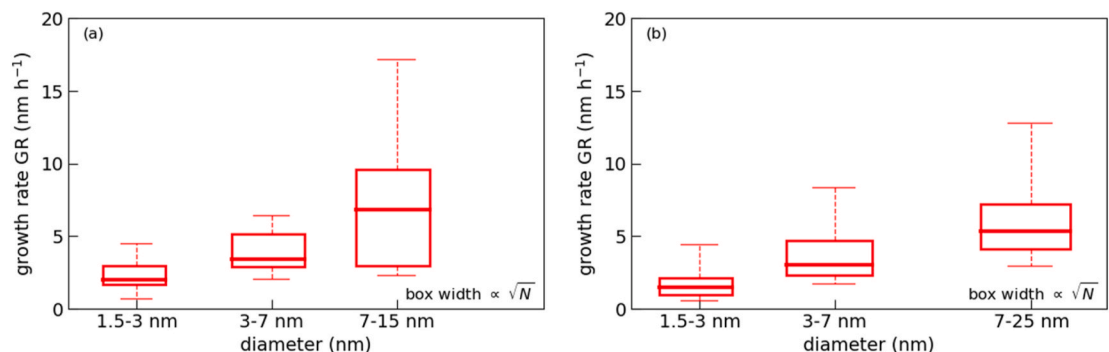 (a)
growth rate GR (nm h⁻¹)
20
15
10
5
0
box width ∝ √N
1.5-3 nm 3-7 nm 7-15 nm
diameter (nm)
(b)
growth rate GR (nm h⁻¹)
20
15
10
5
0
box width ∝ √N
1.5-3 nm 3-7 nm 7-25 nm
diameter (nm)